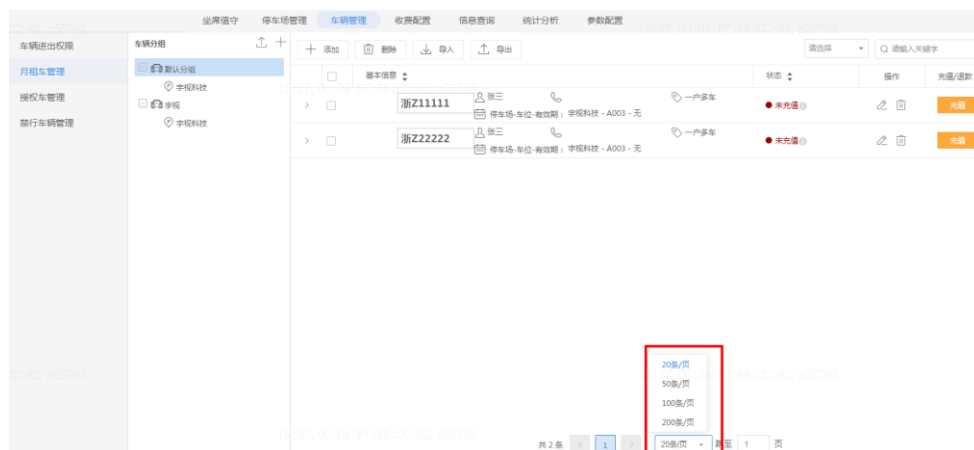 坐席值守 停车场管理 车辆管理 收费配置 信息查询 统计分析 参数配置
车辆进出权限
月租车管理
授权车管理
禁行车辆管理
车辆分组
默认分组
宇视科技
宇视
宇视科技
添加 删除 导入 导出 请选择 请输入关键字
基本信息 状态 操作 充值/退款
浙Z11111 张三 一户多车 未充值 充值
停车场-车位-有效期： 宇视科技 - A003 - 无
浙Z22222 张三 一户多车 未充值 充值
停车场-车位-有效期： 宇视科技 - A003 - 无
20条/页
50条/页
100条/页
200条/页
共 2 条 1 20条/页 跳至 1 页